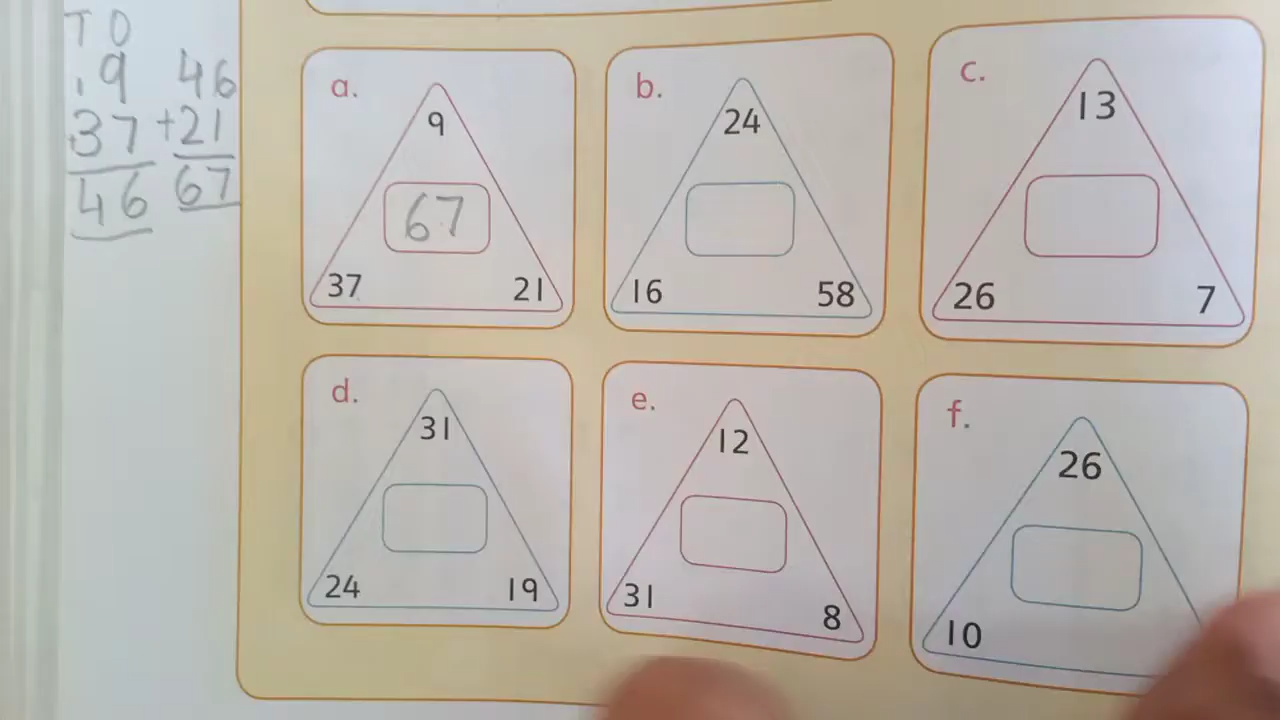 T O
19 46
+37 +21
46 67
a. b. c.
9 24 13
67
37 21 16 58 26 7
d. e. f.
31 12 26
24 19 31 8 10